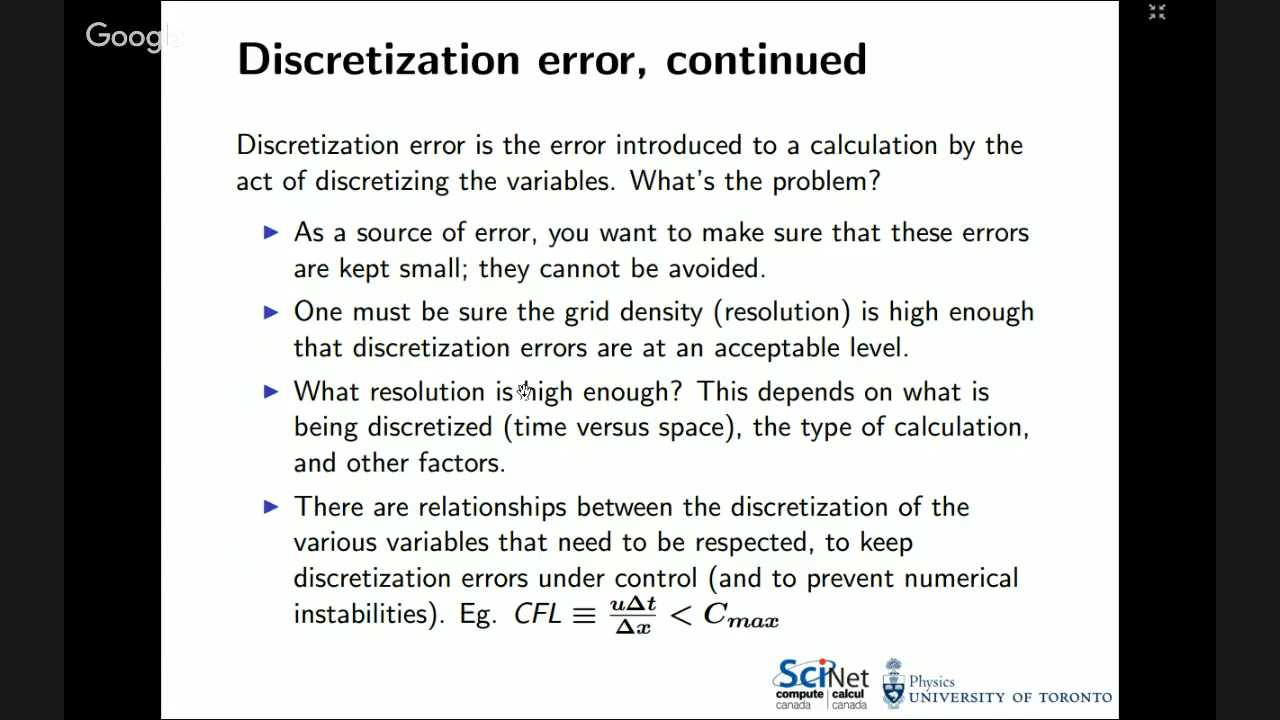 Google
Discretization error, continued
Discretization error is the error introduced to a calculation by the
act of discretizing the variables. What's the problem?
▶ As a source of error, you want to make sure that these errors
are kept small; they cannot be avoided.
▶ One must be sure the grid density (resolution) is high enough
that discretization errors are at an acceptable level.
▶ What resolution is high enough? This depends on what is
being discretized (time versus space), the type of calculation,
and other factors.
▶ There are relationships between the discretization of the
various variables that need to be respected, to keep
discretization errors under control (and to prevent numerical
instabilities). Eg. CFL ≡ uΔt/Δx < C_max
SciNet
compute | calcul
canada | canada
Physics
UNIVERSITY OF TORONTO